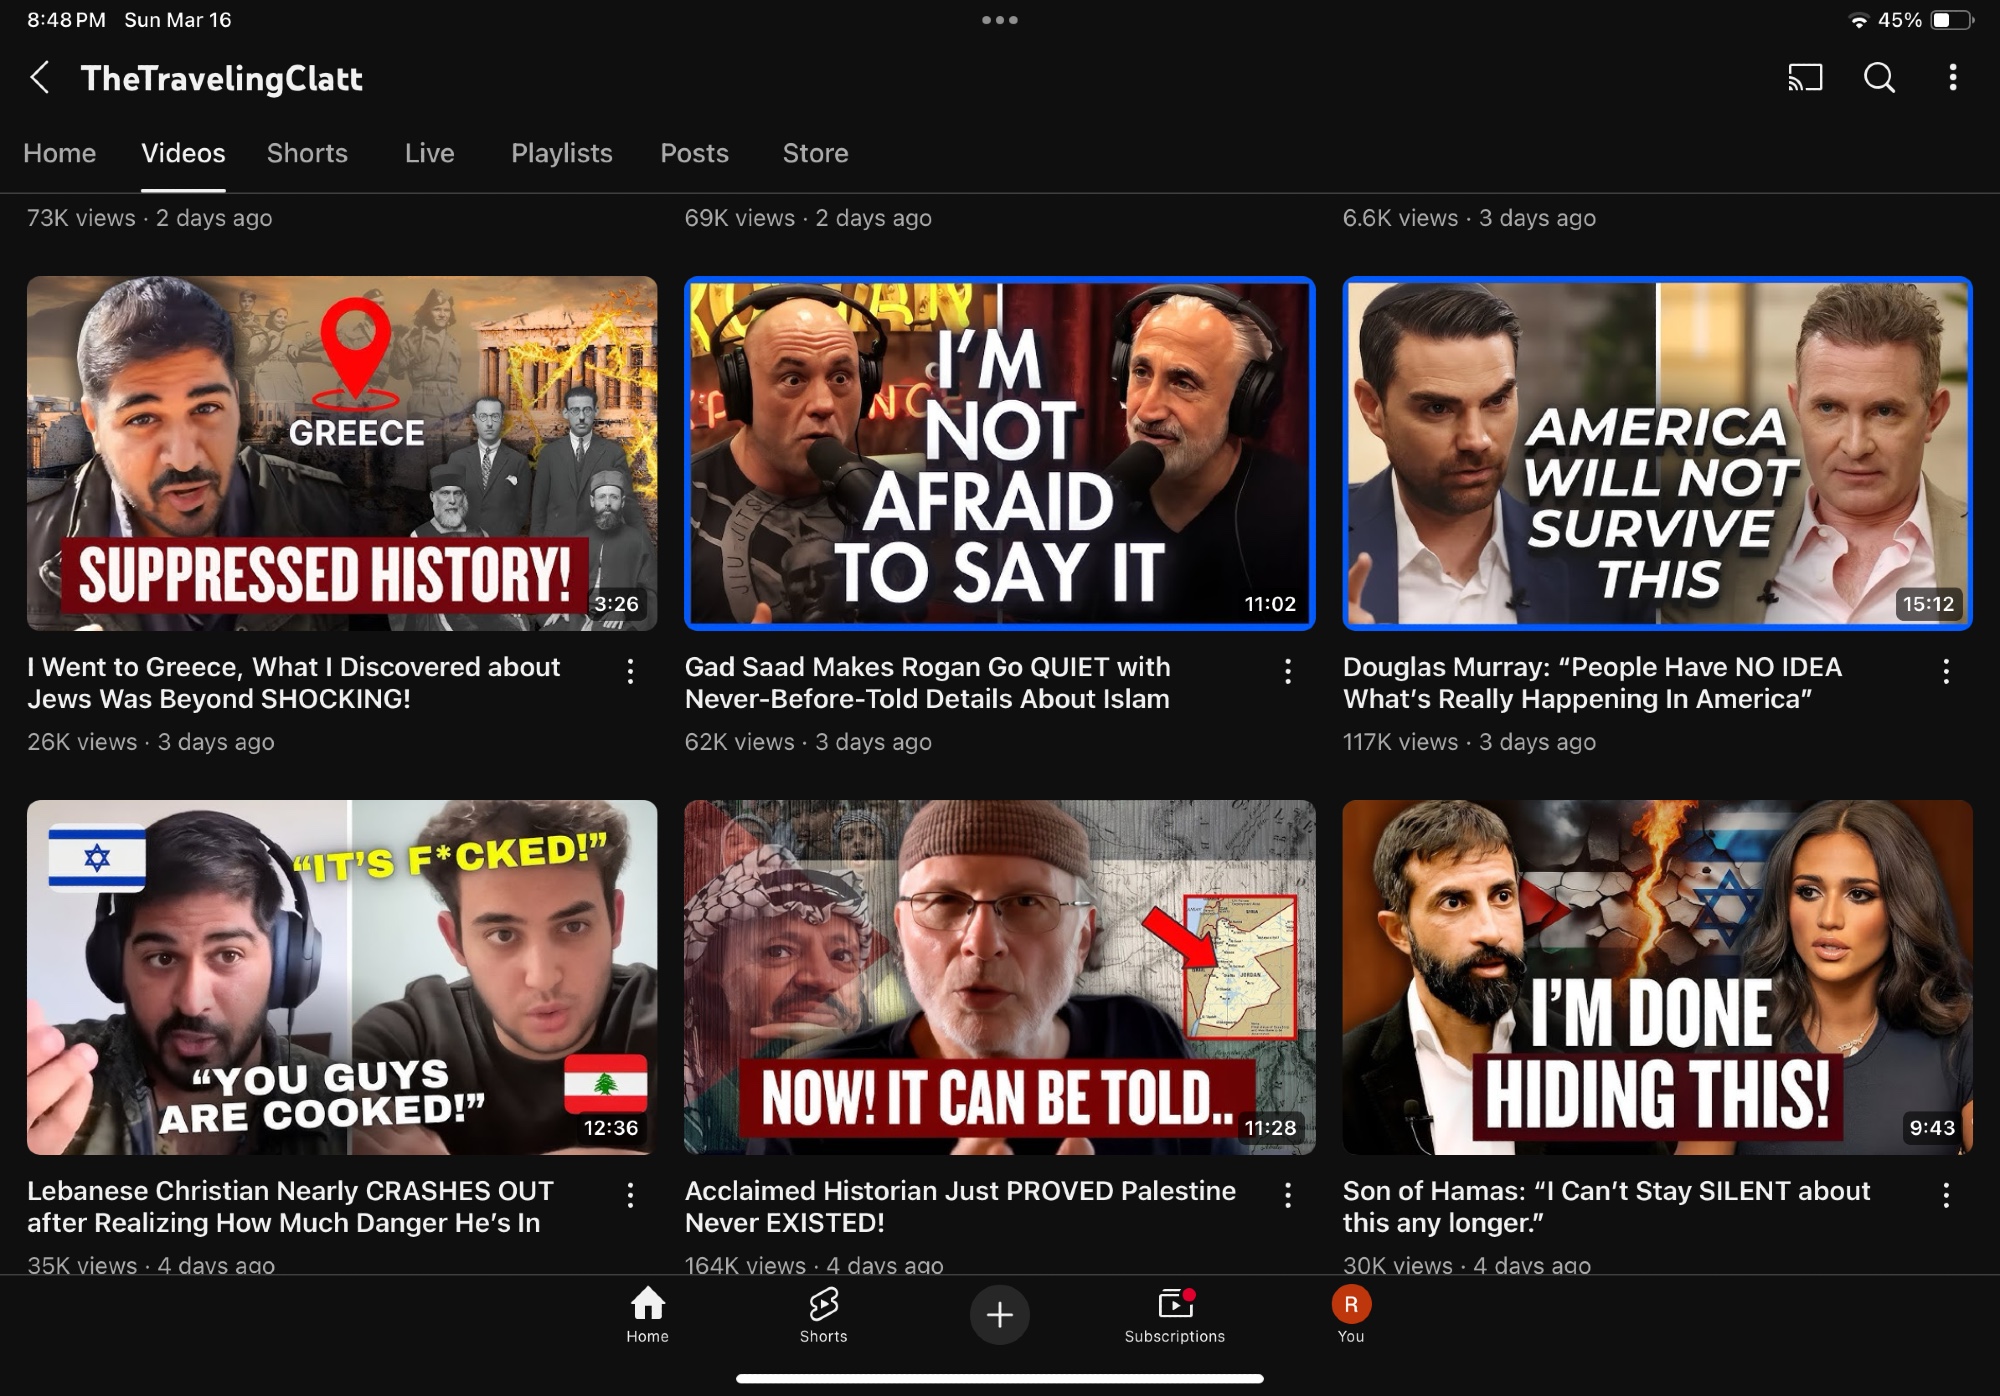 8:48 PM Sun Mar 16
45%
TheTravelingClatt
Home Videos Shorts Live Playlists Posts Store
73K views · 2 days ago
69K views · 2 days ago
6.6K views · 3 days ago
GREECE
SUPPRESSED HISTORY!
3:26
I Went to Greece, What I Discovered about
Jews Was Beyond SHOCKING!
26K views · 3 days ago
I'M
NOT
AFRAID
TO SAY IT
JIU JITS
11:02
Gad Saad Makes Rogan Go QUIET with
Never-Before-Told Details About Islam
62K views · 3 days ago
AMERICA
WILL NOT
SURVIVE
THIS
15:12
Douglas Murray: “People Have NO IDEA
What’s Really Happening In America”
117K views · 3 days ago
“IT’S F*CKED!”
“YOU GUYS
ARE COOKED!”
12:36
Lebanese Christian Nearly CRASHES OUT
after Realizing How Much Danger He’s In
35K views · 4 days ago
JORDAN
NOW! IT CAN BE TOLD..
11:28
Acclaimed Historian Just PROVED Palestine
Never EXISTED!
164K views · 4 days ago
I’M DONE
HIDING THIS!
9:43
Son of Hamas: “I Can’t Stay SILENT about
this any longer.”
30K views · 4 days ago
Home
Shorts
Subscriptions
R
You